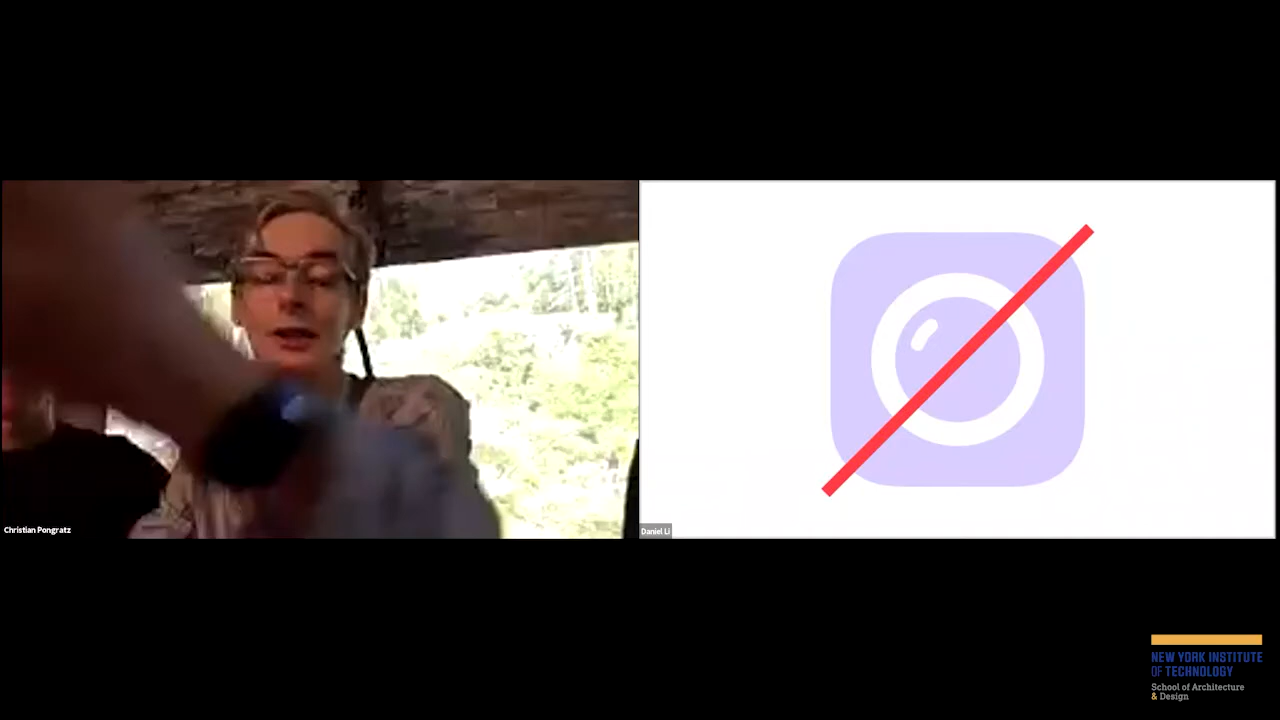 Christian Pongratz
Daniel Li
NEW YORK INSTITUTE
OF TECHNOLOGY
School of Architecture
& Design